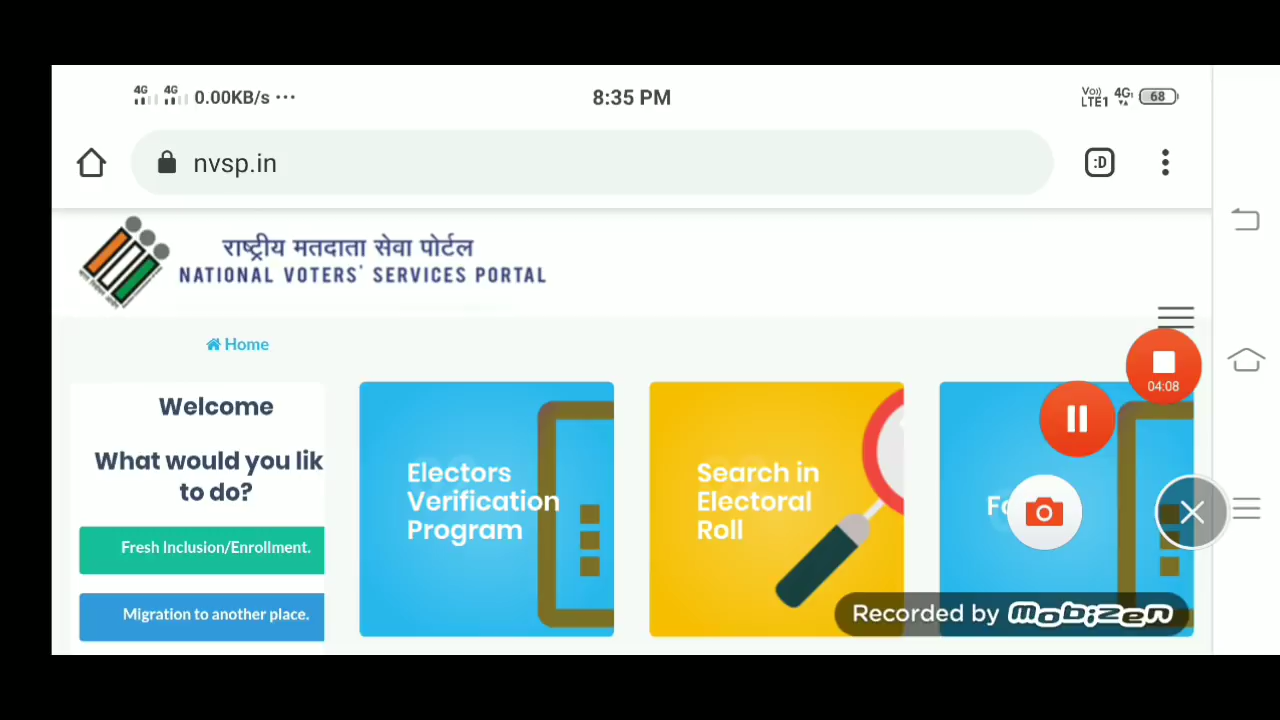 4G 4G 0.00KB/s ...
8:35 PM
Vo)) LTE1 4G 68
nvsp.in
:D
राष्ट्रीय मतदाता सेवा पोर्टल
NATIONAL VOTERS' SERVICES PORTAL
Home
04:08
Welcome
What would you lik
to do?
Fresh Inclusion/Enrollment.
Migration to another place.
Electors
Verification
Program
Search in
Electoral
Roll
Fo
Recorded by mobizen